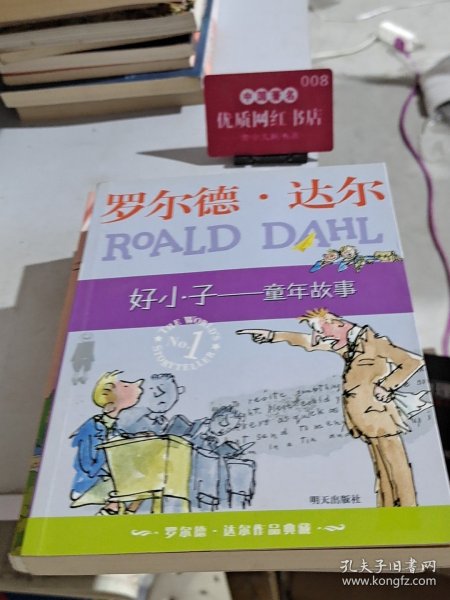 008
中国著名
优质网红书店
罗尔德·达尔
ROALD DAHL
好小子——童年故事
THE WORLD'S
No.1
STORYTELLER
明天出版社
罗尔德·达尔作品典藏
孔夫子旧书网
www.kongfz.com